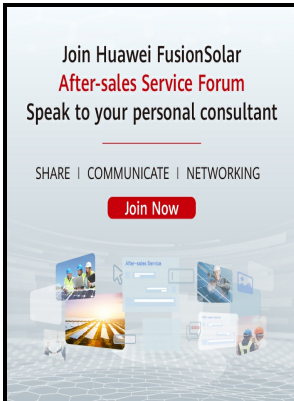 Join Huawei FusionSolar
After-sales Service Forum
Speak to your personal consultant
SHARE | COMMUNICATE | NETWORKING
Join Now
After-sales Service